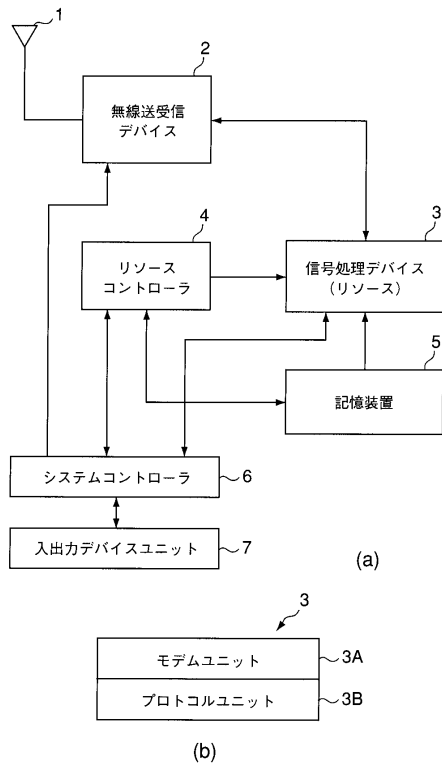 1
2
無線送受信
デバイス
3
4
リソース
コントローラ
信号処理デバイス
(リソース)
5
記憶装置
システムコントローラ
6
入出力デバイスユニット
7
(a)
3
モデムユニット
3A
プロトコルユニット
3B
(b)